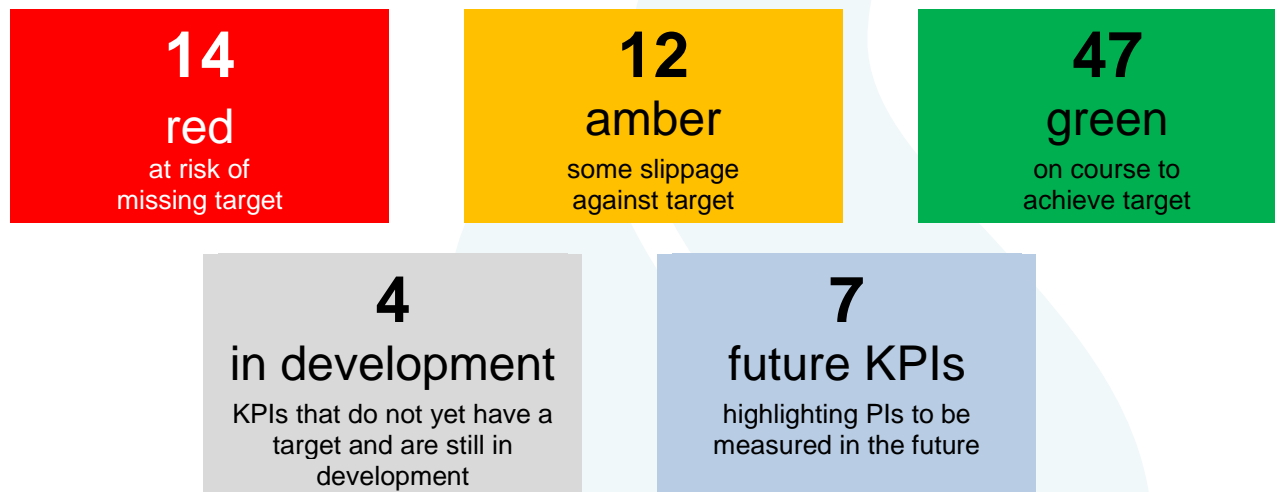 14
red
at risk of
missing target
12
amber
some slippage
against target
47
green
on course to
achieve target
4
in development
KPIs that do not yet have a
target and are still in
development
7
future KPIs
highlighting PIs to be
measured in the future